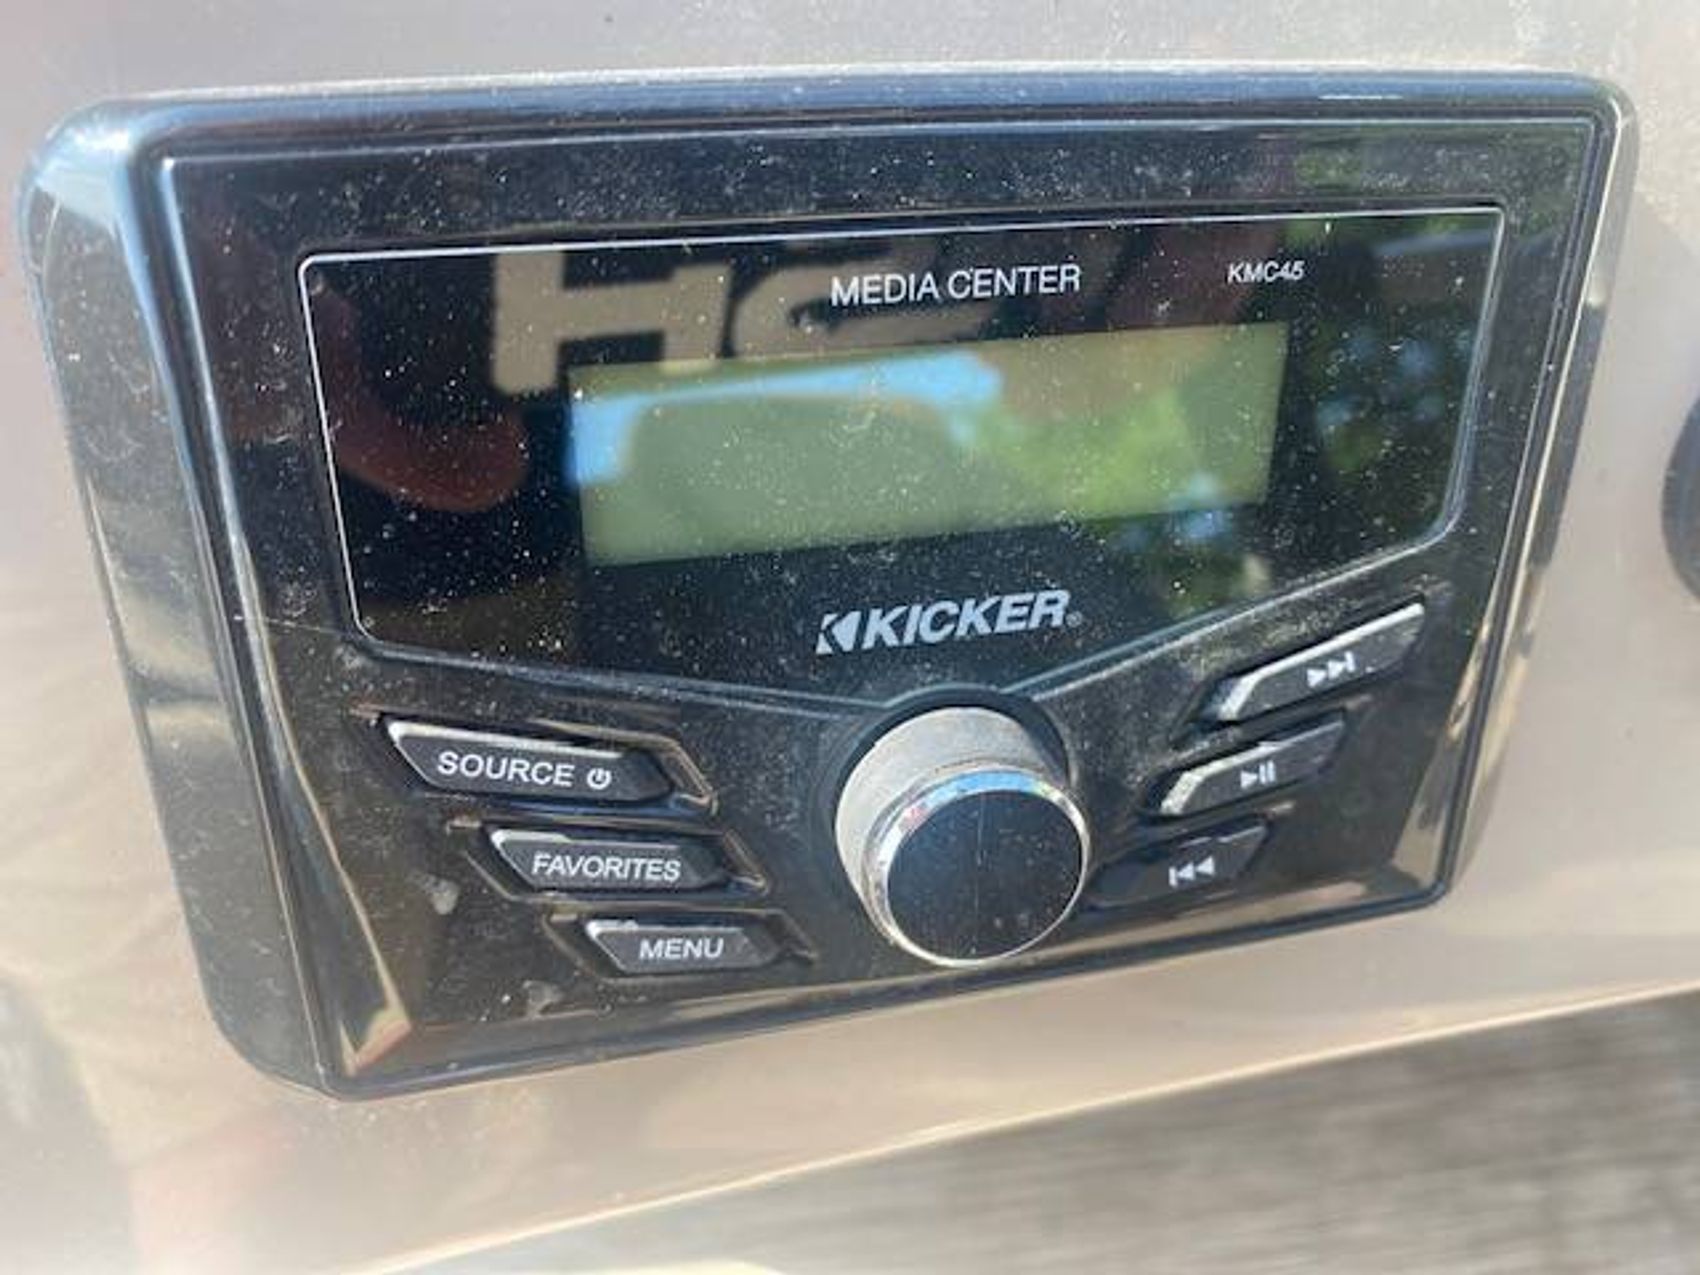 MEDIA CENTER
KMC45
KICKER®
SOURCE
FAVORITES
MENU